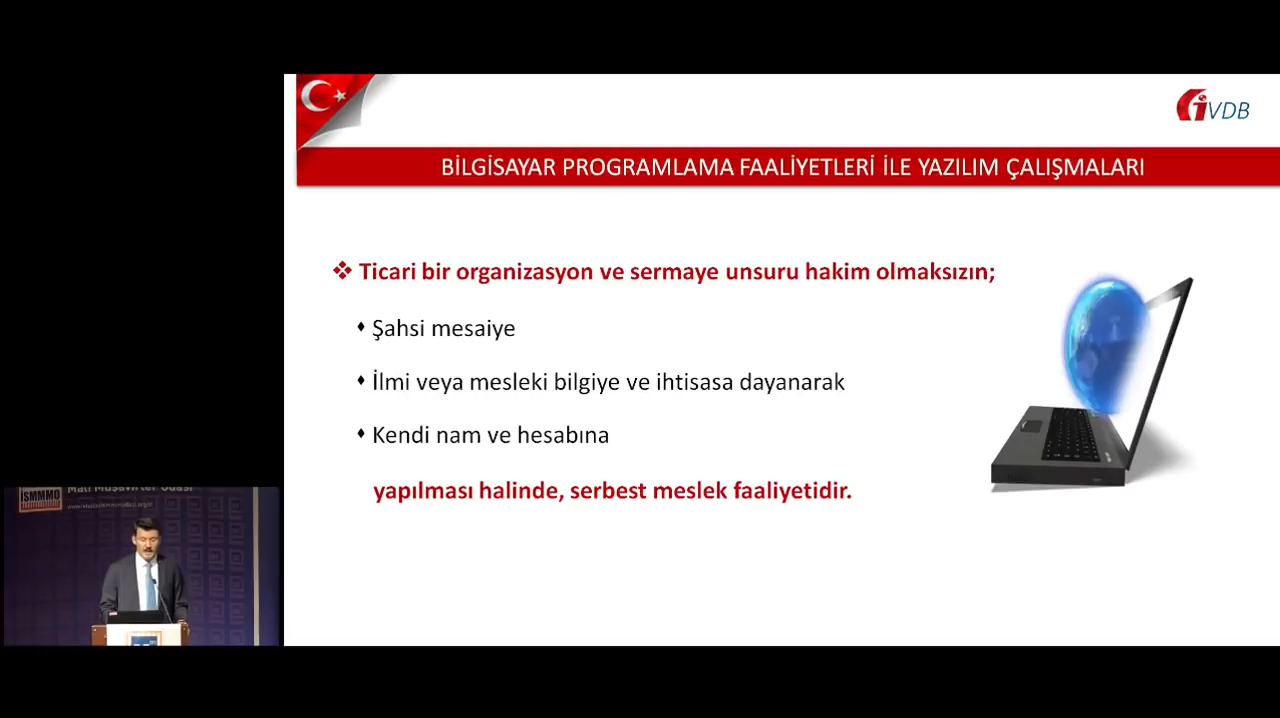 İVDB
BİLGİSAYAR PROGRAMLAMA FAALİYETLERİ İLE YAZILIM ÇALIŞMALARI
❖ Ticari bir organizasyon ve sermaye unsuru hakim olmaksızın;
♦ Şahsi mesaiye
♦ İlmi veya mesleki bilgiye ve ihtisasa dayanarak
♦ Kendi nam ve hesabına
yapılması halinde, serbest meslek faaliyetidir.
İSMMMO
Mali Müşavirler Odası